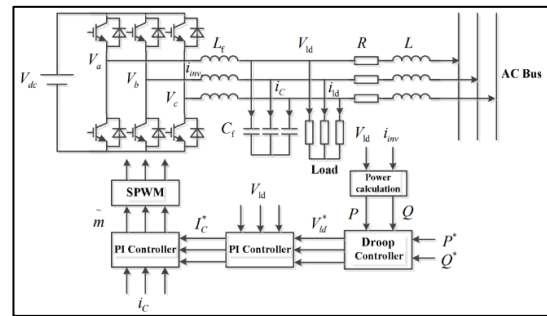 L_f V_ld R L
V_a i_inv
AC Bus
V_dc V_b
i_C i_ld
V_c
C_f
Load V_ld i_inv
SPWM
Power calculation
V_ld
m̃ I_C^* V_ld^* P Q
PI Controller PI Controller Droop Controller P^*
Q^*
i_C